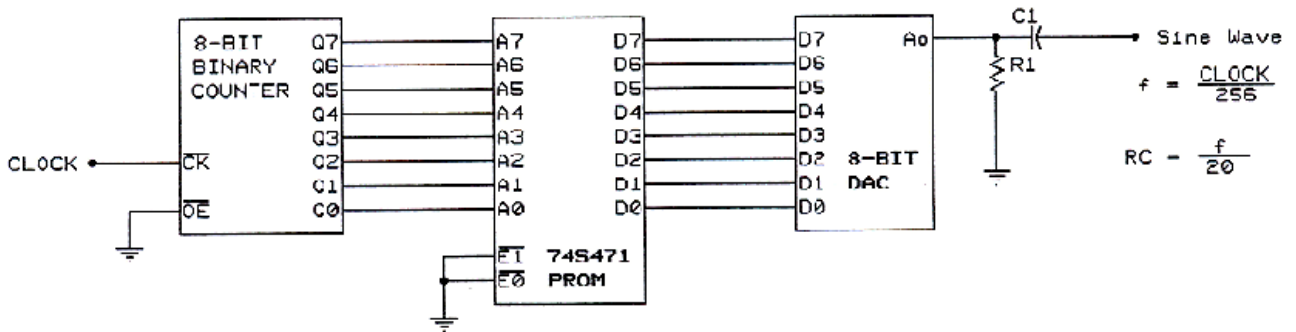 8-BIT
BINARY
COUNTER
Q7
Q6
Q5
Q4
Q3
Q2
Q1
Q0
CLOCK
CK
OE
A7
A6
A5
A4
A3
A2
A1
A0
E1
E0
74S471
PROM
D7
D6
D5
D4
D3
D2
D1
D0
D7
D6
D5
D4
D3
D2
D1
D0
8-BIT
DAC
Ao
C1
R1
Sine Wave
f = CLOCK
256
RC = f
20